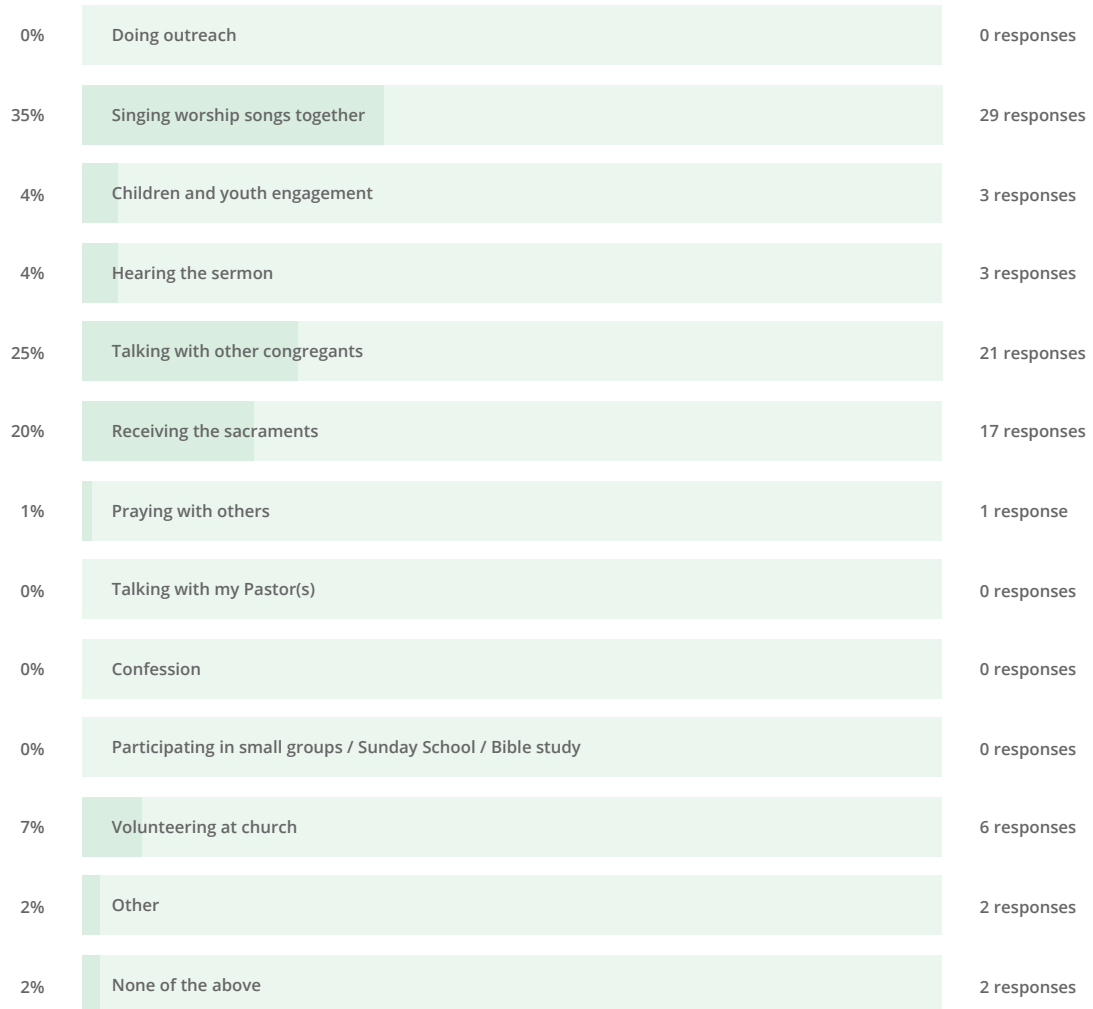 0% Doing outreach 0 responses
35% Singing worship songs together 29 responses
4% Children and youth engagement 3 responses
4% Hearing the sermon 3 responses
25% Talking with other congregants 21 responses
20% Receiving the sacraments 17 responses
1% Praying with others 1 response
0% Talking with my Pastor(s) 0 responses
0% Confession 0 responses
0% Participating in small groups / Sunday School / Bible study 0 responses
7% Volunteering at church 6 responses
2% Other 2 responses
2% None of the above 2 responses